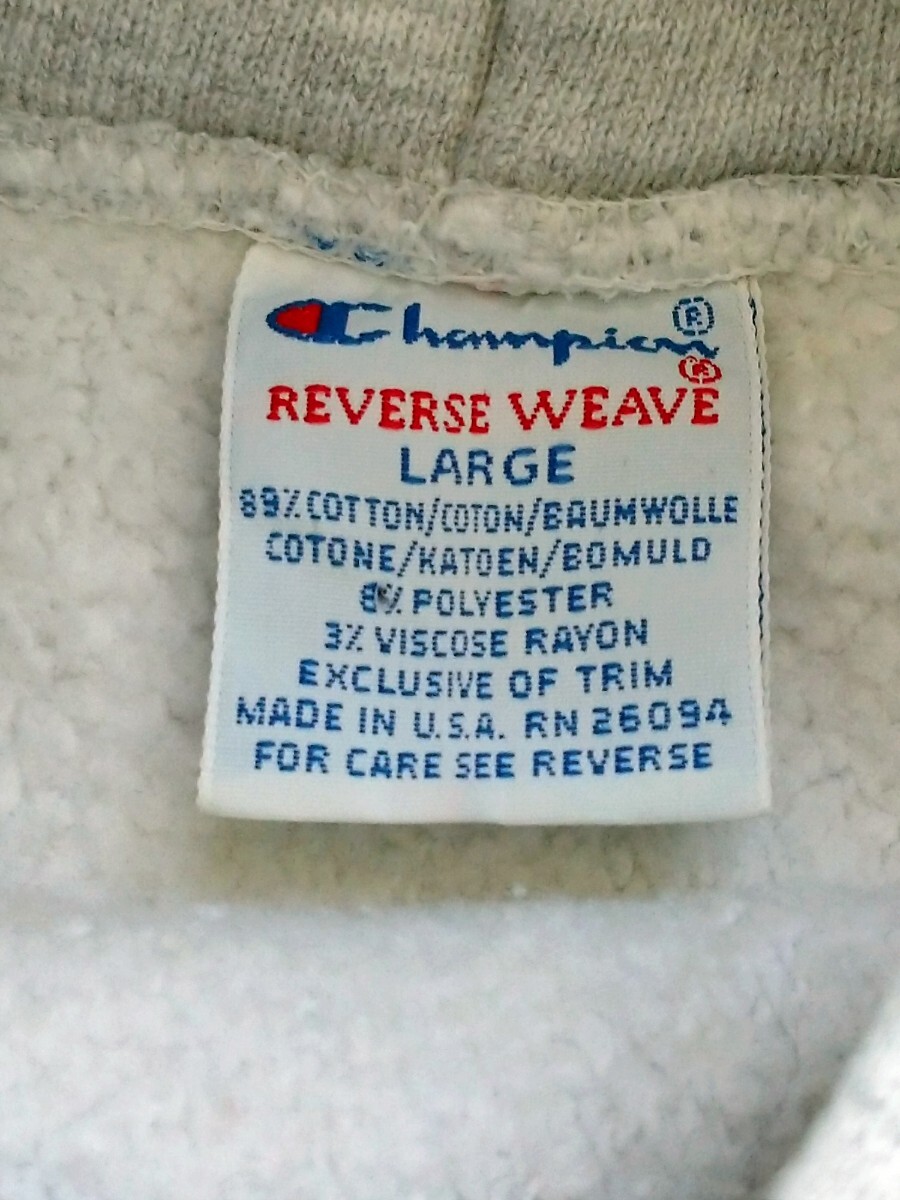 Champion®
®
REVERSE WEAVE
LARGE
89% COTTON/COTON/BAUMWOLLE
COTONE/KATOEN/BOMULD
8% POLYESTER
3% VISCOSE RAYON
EXCLUSIVE OF TRIM
MADE IN U.S.A. RN 26094
FOR CARE SEE REVERSE